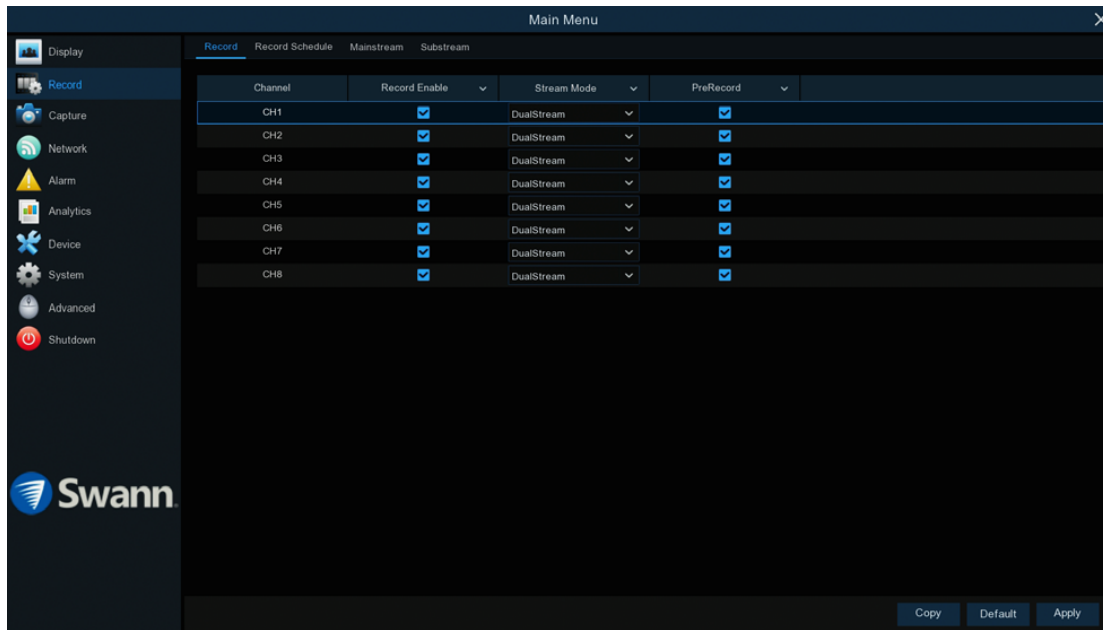 Main Menu
Display
Record
Capture
Network
Alarm
Analytics
Device
System
Advanced
Shutdown
Swann
Record Record Schedule Mainstream Substream
Channel Record Enable Stream Mode PreRecord
CH1 DualStream
CH2 DualStream
CH3 DualStream
CH4 DualStream
CH5 DualStream
CH6 DualStream
CH7 DualStream
CH8 DualStream
Copy Default Apply